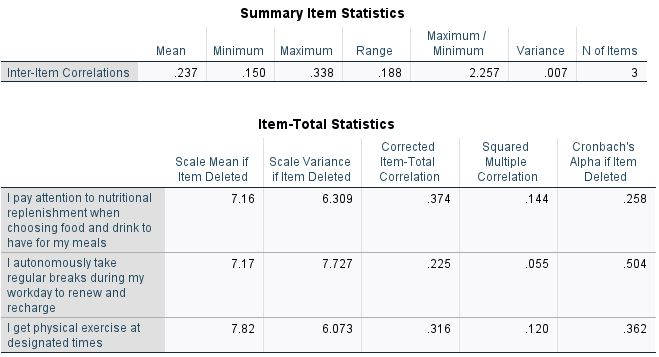 Summary Item Statistics
Mean Minimum Maximum Range Maximum / Minimum Variance N of Items
Inter-Item Correlations .237 .150 .338 .188 2.257 .007 3
Item-Total Statistics
Scale Mean if Item Deleted Scale Variance if Item Deleted Corrected Item-Total Correlation Squared Multiple Correlation Cronbach's Alpha if Item Deleted
I pay attention to nutritional replenishment when choosing food and drink to have for my meals 7.16 6.309 .374 .144 .258
I autonomously take regular breaks during my workday to renew and recharge 7.17 7.727 .225 .055 .504
I get physical exercise at designated times 7.82 6.073 .316 .120 .362